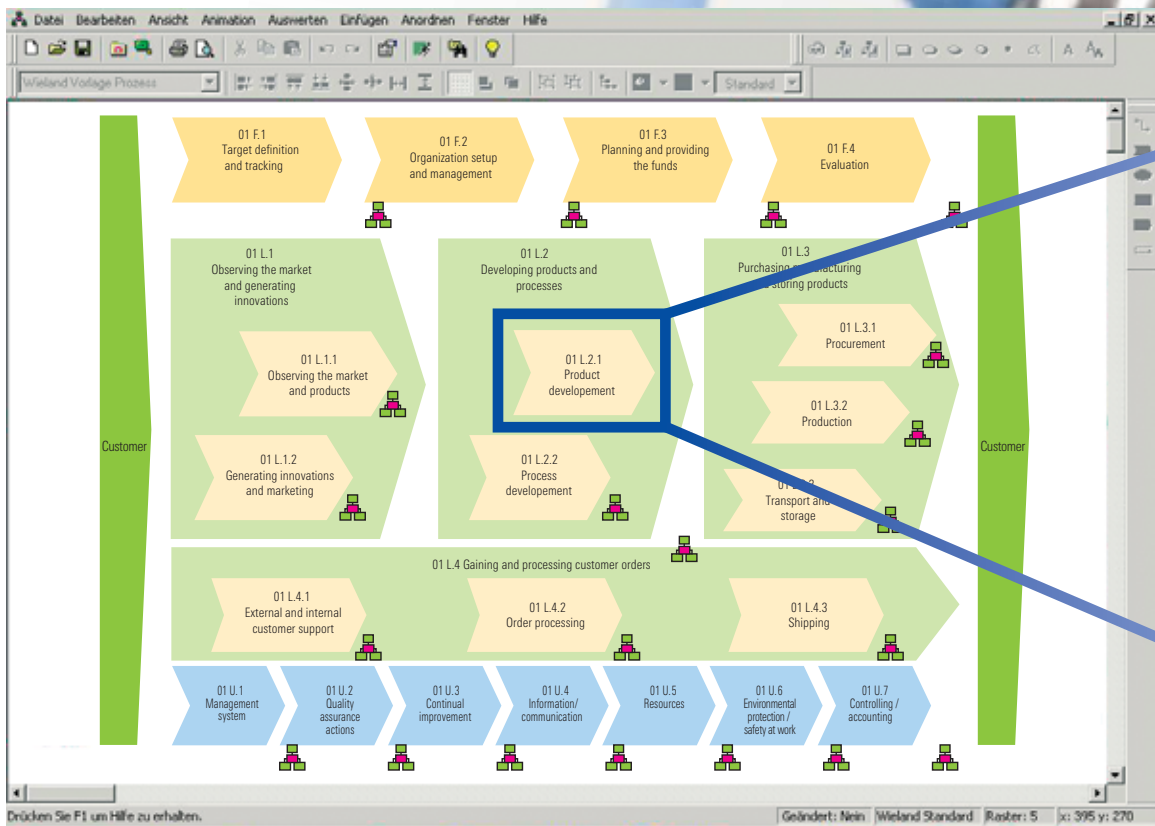 Datei Bearbeiten Ansicht Animation Auswerten Einfügen Anordnen Fenster Hilfe
Wieland Vorlage Prozess
Standard
01 F.1
Target definition
and tracking
01 F.2
Organization setup
and management
01 F.3
Planning and providing
the funds
01 F.4
Evaluation
Customer
01 L.1
Observing the market
and generating
innovations
01 L.1.1
Observing the market
and products
01 L.1.2
Generating innovations
and marketing
01 L.2
Developing products and
processes
01 L.2.1
Product
developement
01 L.2.2
Process
developement
01 L.3
Purchasing manufacturing
storing products
01 L.3.1
Procurement
01 L.3.2
Production
Transport and
storage
Customer
01 L.4 Gaining and processing customer orders
01 L.4.1
External and internal
customer support
01 L.4.2
Order processing
01 L.4.3
Shipping
01 U.1
Management
system
01 U.2
Quality
assurance
actions
01 U.3
Continual
improvement
01 U.4
Information/
communication
01 U.5
Resources
01 U.6
Environmental
protection /
safety at work
01 U.7
Controlling /
accounting
Drücken Sie F1 um Hilfe zu erhalten.
Geändert: Nein Wieland Standard Raster: 5 x: 395 y: 270